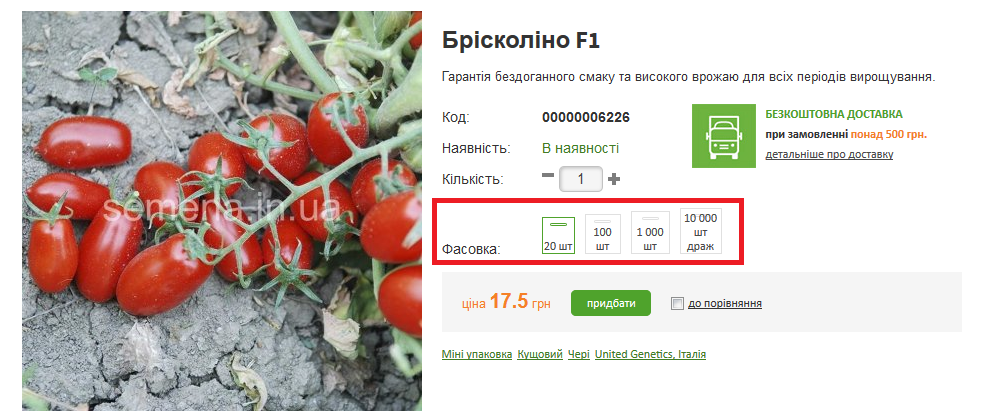 Брісколіно F1
Гарантія бездоганного смаку та високого врожаю для всіх періодів вирощування.
Код: 00000006226
БЕЗКОШТОВНА ДОСТАВКА
при замовленні понад 500 грн.
детальніше про доставку
Наявність: В наявності
Кількість: 1
semena-in.ua
Фасовка:
20 шт
100
шт
1 000
шт
10 000
шт
драж
ціна 17.5 грн придбати до порівняння
Міні упаковка Кущовий Чері United Genetics, Італія